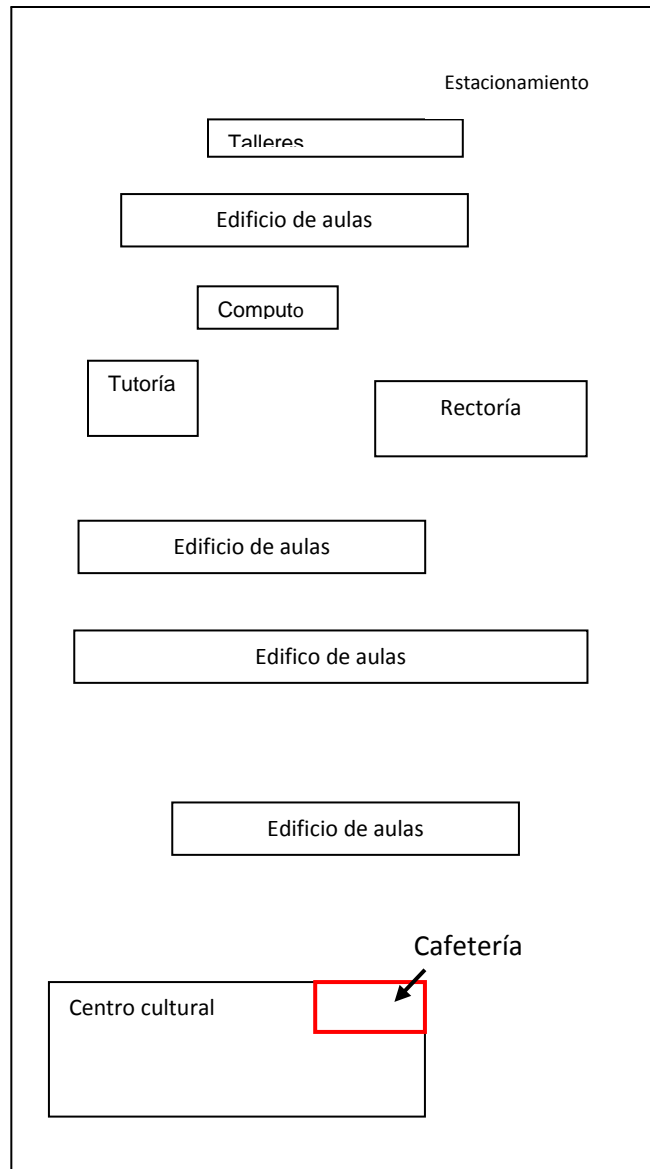 Estacionamiento
Talleres
Edificio de aulas
Computo
Tutoría
Rectoría
Edificio de aulas
Edifico de aulas
Edificio de aulas
Cafetería
Centro cultural